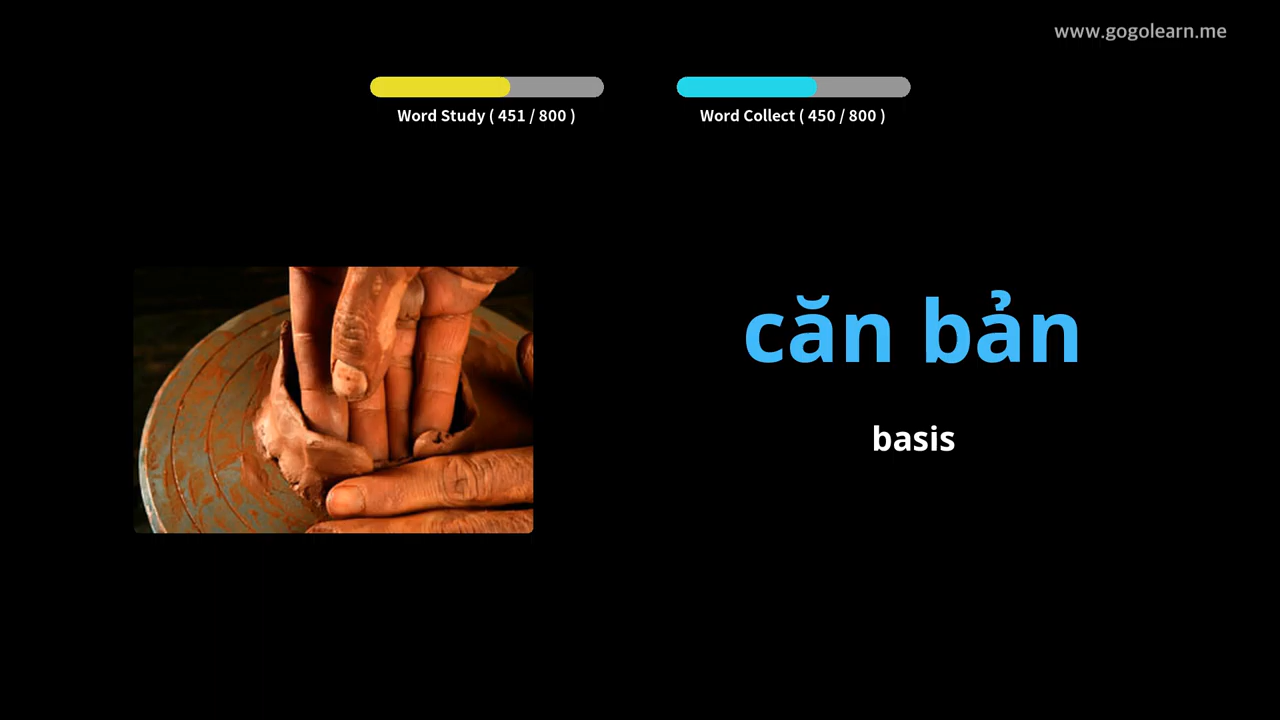 www.gogolearn.me
Word Study ( 451 / 800 )
Word Collect ( 450 / 800 )
căn bản
basis